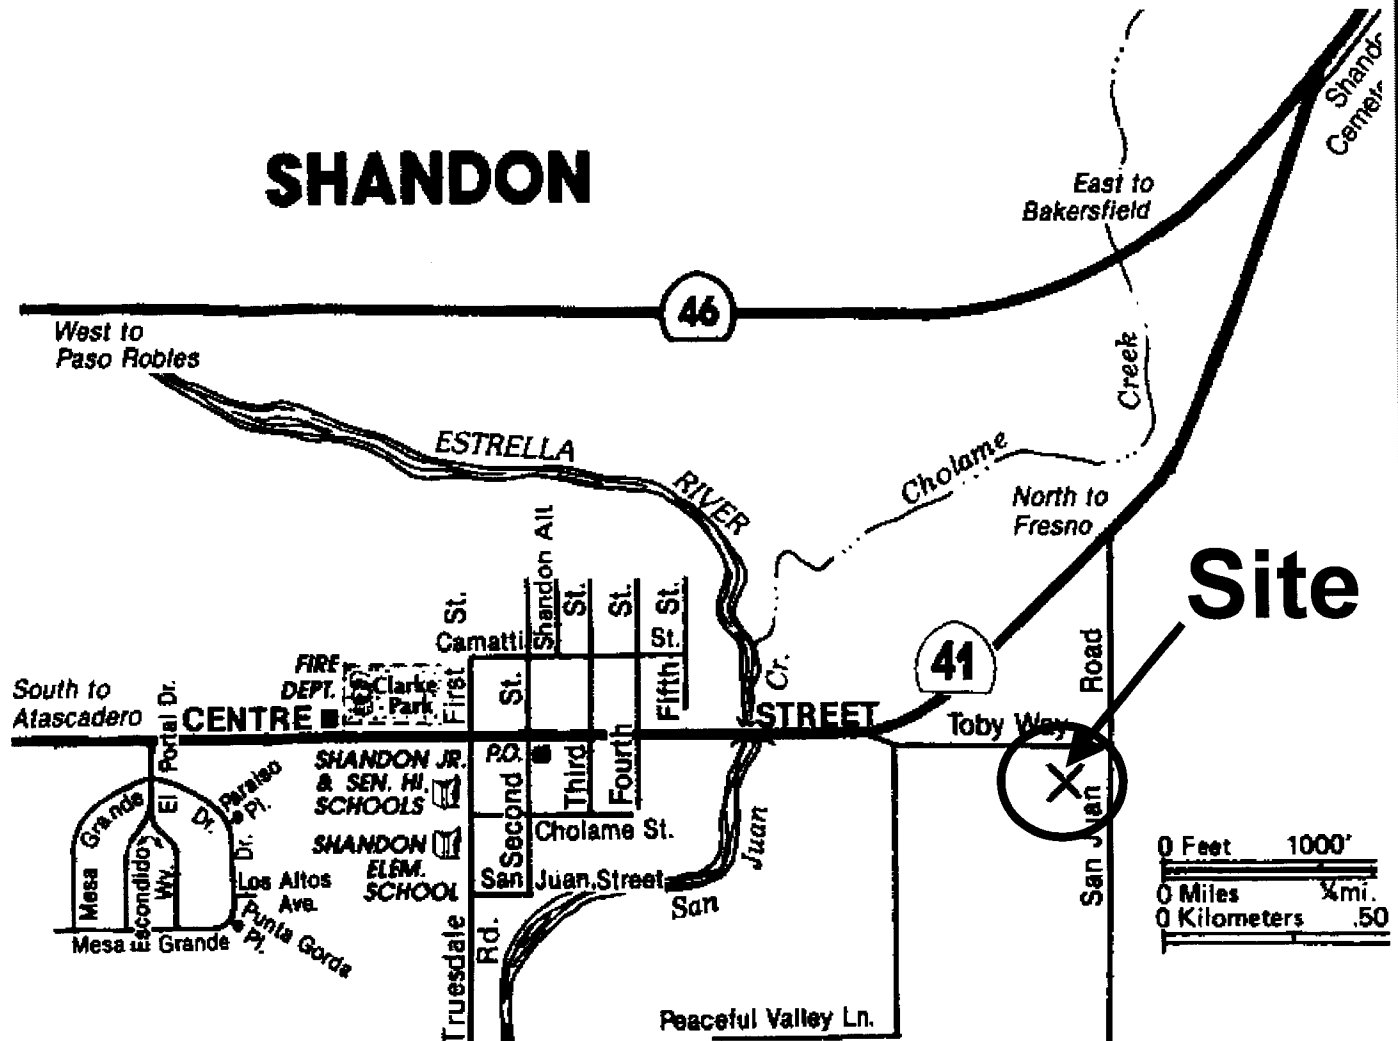 SHANDON
Shando
Cemete
East to
Bakersfield
46
West to
Paso Robles
ESTRELLA
RIVER
Creek
Cholame
North to
Fresno
Site
41
Road
San Juan
Toby Way
Shandon All.
St.
St.
St.
St.
Camatti
St.
St.
First
Fifth
Cr.
FIRE
DEPT.
Clarke
Park
South to
Atascadero
Portal Dr.
CENTRE
STREET
SHANDON JR.
& SEN. HI.
SCHOOLS
P.O.
Second
Third
Fourth
Cholame St.
SHANDON
ELEM.
SCHOOL
San Juan Street
San
Juan
Truesdale
Rd.
Mesa
Grande
El
Dr.
Paraiso
Pl.
Dr.
Escondido
Wy.
Los Altos
Ave.
Punta Gorda
Pl.
Mesa
Grande
Peaceful Valley Ln.
0 Feet 1000'
0 Miles ¼mi.
0 Kilometers .50